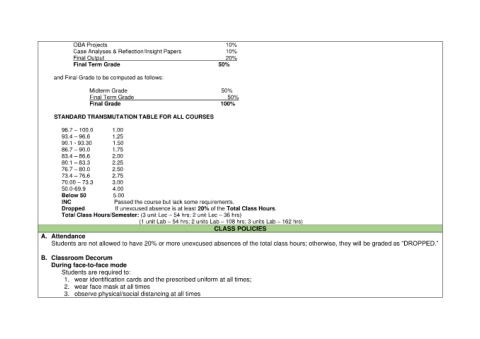 OBA Projects 10%
Case Analyses & Reflection/Insight Papers 10%
Final Output 20%
Final Term Grade 50%
and Final Grade to be computed as follows:
Midterm Grade 50%
Final Term Grade 50%
Final Grade 100%
STANDARD TRANSMUTATION TABLE FOR ALL COURSES
96.7 – 100.0 1.00
93.4 – 96.6 1.25
90.1 - 93.30 1.50
86.7 – 90.0 1.75
83.4 – 86.6 2.00
80.1 – 83.3 2.25
76.7 – 80.0 2.50
73.4 – 76.6 2.75
70.00 – 73.3 3.00
50.0-69.9 4.00
Below 50 5.00
INC Passed the course but lack some requirements.
Dropped If unexcused absence is at least 20% of the Total Class Hours.
Total Class Hours/Semester: (3 unit Lec – 54 hrs; 2 unit Lec – 36 hrs)
(1 unit Lab – 54 hrs; 2 units Lab – 108 hrs; 3 units Lab – 162 hrs)
CLASS POLICIES
A. Attendance
Students are not allowed to have 20% or more unexcused absences of the total class hours; otherwise, they will be graded as "DROPPED."
B. Classroom Decorum
During face-to-face mode
Students are required to:
1. wear identification cards and the prescribed uniform at all times;
2. wear face mask at all times
3. observe physical/social distancing at all times